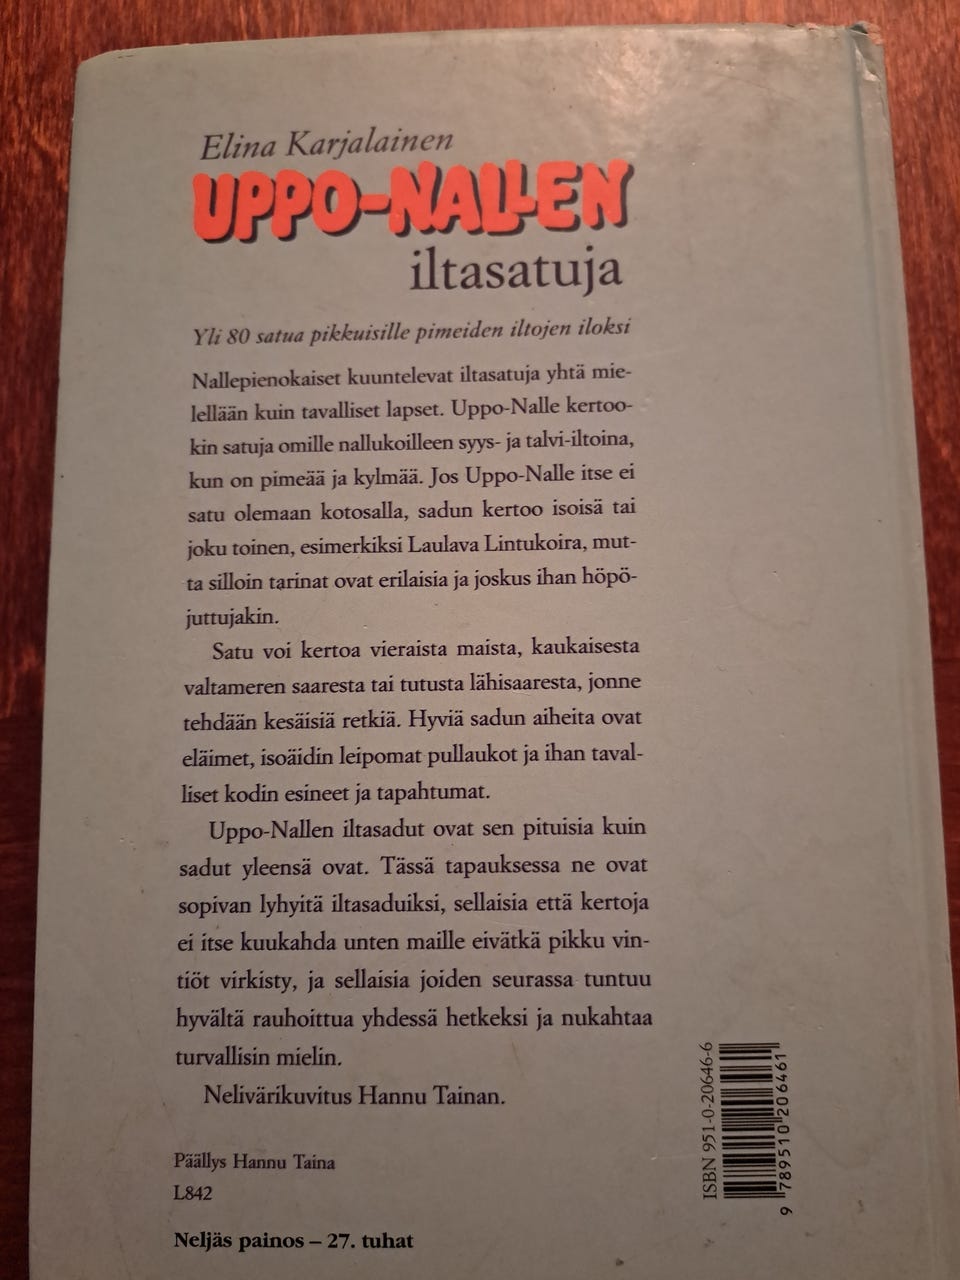 Elina Karjalainen
UPPO-NALLEN
iltasatuja
Yli 80 satua pikkuisille pimeiden iltojen iloksi
Nallepienokaiset kuuntelevat iltasatuja yhtä mie-
lellään kuin tavalliset lapset. Uppo-Nalle kertoo-
kin satuja omille nallukoilleen syys- ja talvi-iltoina,
kun on pimeää ja kylmää. Jos Uppo-Nalle itse ei
satu olemaan kotosalla, sadun kertoo isoisä tai
joku toinen, esimerkiksi Laulava Lintukoira, mut-
ta silloin tarinat ovat erilaisia ja joskus ihan höpö-
juttujakin.
Satu voi kertoa vieraista maista, kaukaisesta
valtameren saaresta tai tutusta lähisaaresta, jonne
tehdään kesäisiä retkiä. Hyviä sadun aiheita ovat
eläimet, isoäidin leipomat pullaukot ja ihan taval-
liset kodin esineet ja tapahtumat.
Uppo-Nallen iltasadut ovat sen pituisia kuin
sadut yleensä ovat. Tässä tapauksessa ne ovat
sopivan lyhyitä iltasaduiksi, sellaisia että kertoja
ei itse kuukahda unten maille eivätkä pikku vin-
tiöt virkisty, ja sellaisia joiden seurassa tuntuu
hyvältä rauhoittua yhdessä hetkeksi ja nukahtaa
turvallisin mielin.
Nelivärikuvitus Hannu Tainan.
Päällys Hannu Taina
L842
Neljäs painos – 27. tuhat
ISBN 951-0-20646-6
9 789510 206461